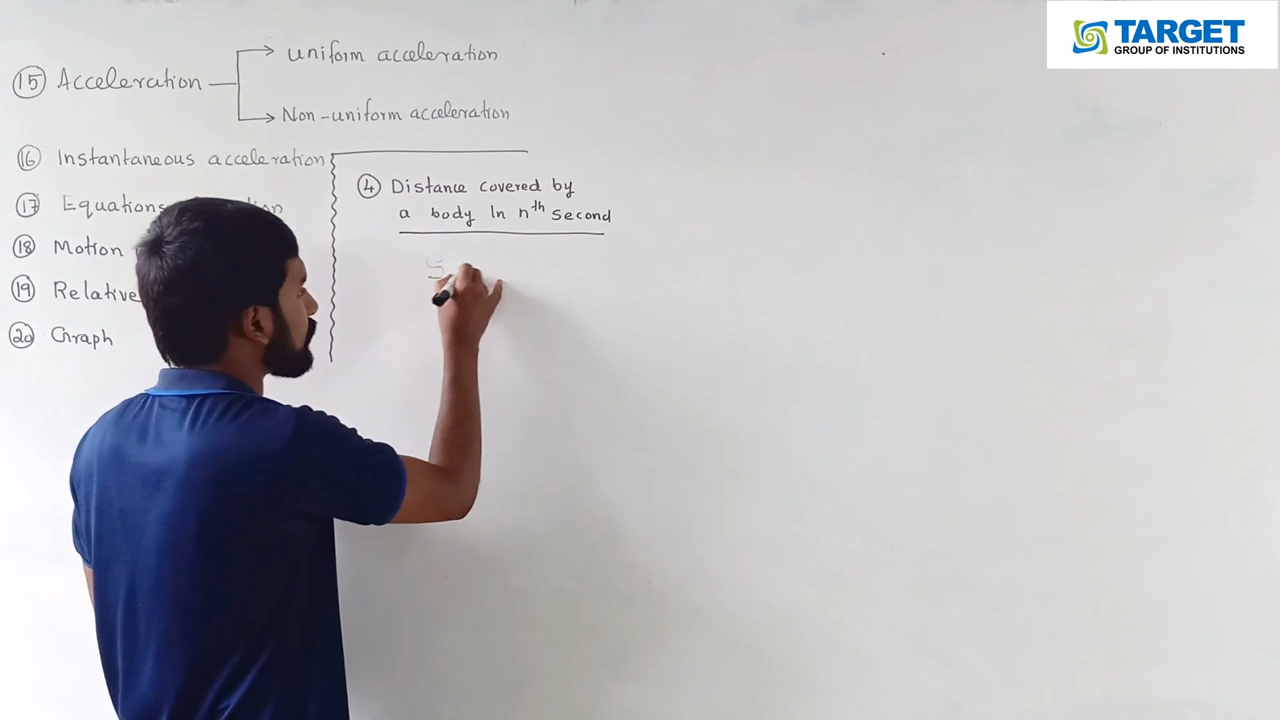 TARGET
GROUP OF INSTITUTIONS
⑮ Acceleration
→ Uniform acceleration
→ Non-uniform acceleration
⑯ Instantaneous acceleration
⑰ Equations
⑱ Motion
⑲ Relative
⑳ Graph
④ Distance covered by
a body In nth second
S